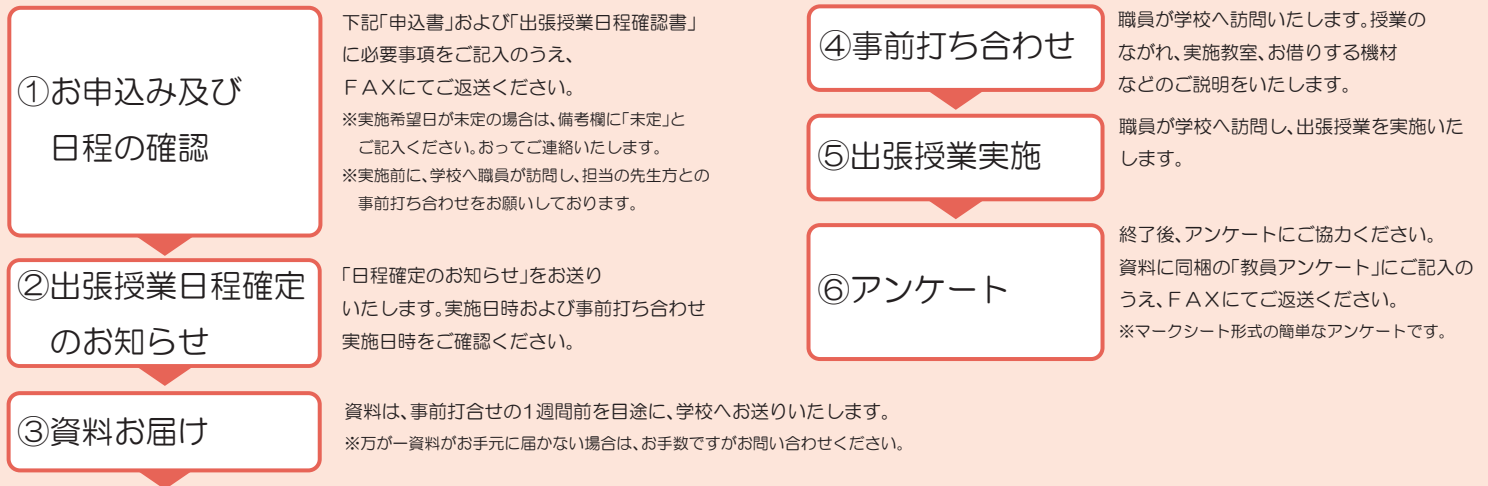 ①お申込み及び
日程の確認
下記「申込書」および「出張授業日程確認書」
に必要事項をご記入のうえ、
ＦＡＸにてご返送ください。
※実施希望日が未定の場合は、備考欄に「未定」と
ご記入ください。おってご連絡いたします。
※実施前に、学校へ職員が訪問し、担当の先生方との
事前打ち合わせをお願いしております。
②出張授業日程確定
のお知らせ
「日程確定のお知らせ」をお送り
いたします。実施日時および事前打ち合わせ
実施日時をご確認ください。
③資料お届け
資料は、事前打合せの1週間前を目途に、学校へお送りいたします。
※万が一資料がお手元に届かない場合は、お手数ですがお問い合わせください。
④事前打ち合わせ
職員が学校へ訪問いたします。授業の
ながれ、実施教室、お借りする機材
などのご説明をいたします。
⑤出張授業実施
職員が学校へ訪問し、出張授業を実施いた
します。
⑥アンケート
終了後、アンケートにご協力ください。
資料に同梱の「教員アンケート」にご記入の
うえ、ＦＡＸにてご返送ください。
※マークシート形式の簡単なアンケートです。